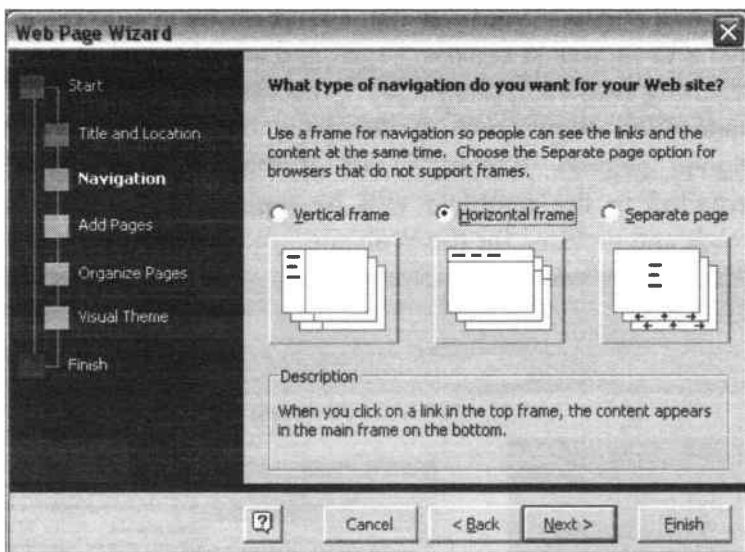 Web Page Wizard
Start
Title and Location
Navigation
Add Pages
Organize Pages
Visual Theme
Finish
What type of navigation do you want for your Web site?
Use a frame for navigation so people can see the links and the
content at the same time. Choose the Separate page option for
browsers that do not support frames.
Vertical frame
Horizontal frame
Separate page
Description
When you click on a link in the top frame, the content appears
in the main frame on the bottom.
?
Cancel
< Back
Next >
Finish